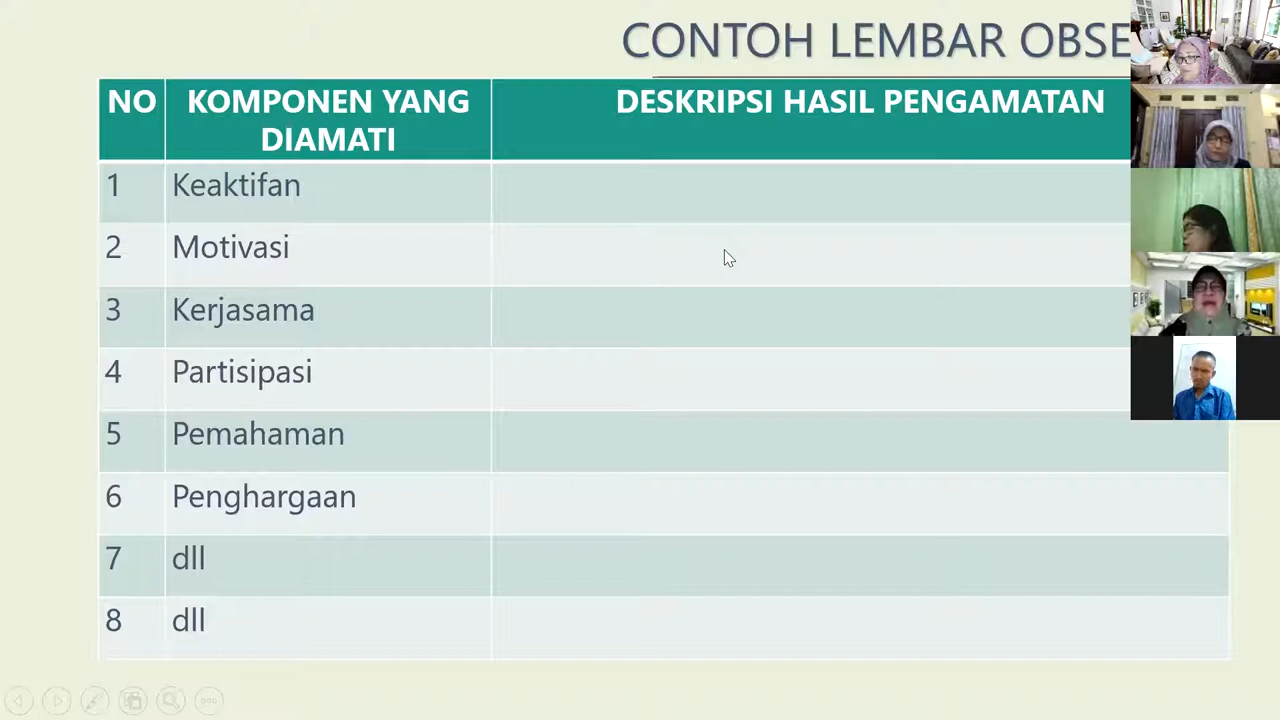 CONTOH LEMBAR OBSE
NO KOMPONEN YANG DIAMATI DESKRIPSI HASIL PENGAMATAN
1 Keaktifan
2 Motivasi
3 Kerjasama
4 Partisipasi
5 Pemahaman
6 Penghargaan
7 dll
8 dll